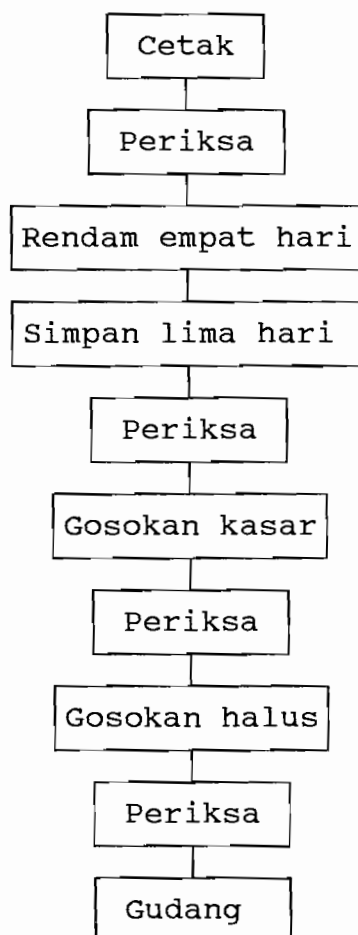 Cetak
Periksa
Rendam empat hari
Simpan lima hari
Periksa
Gosokan kasar
Periksa
Gosokan halus
Periksa
Gudang